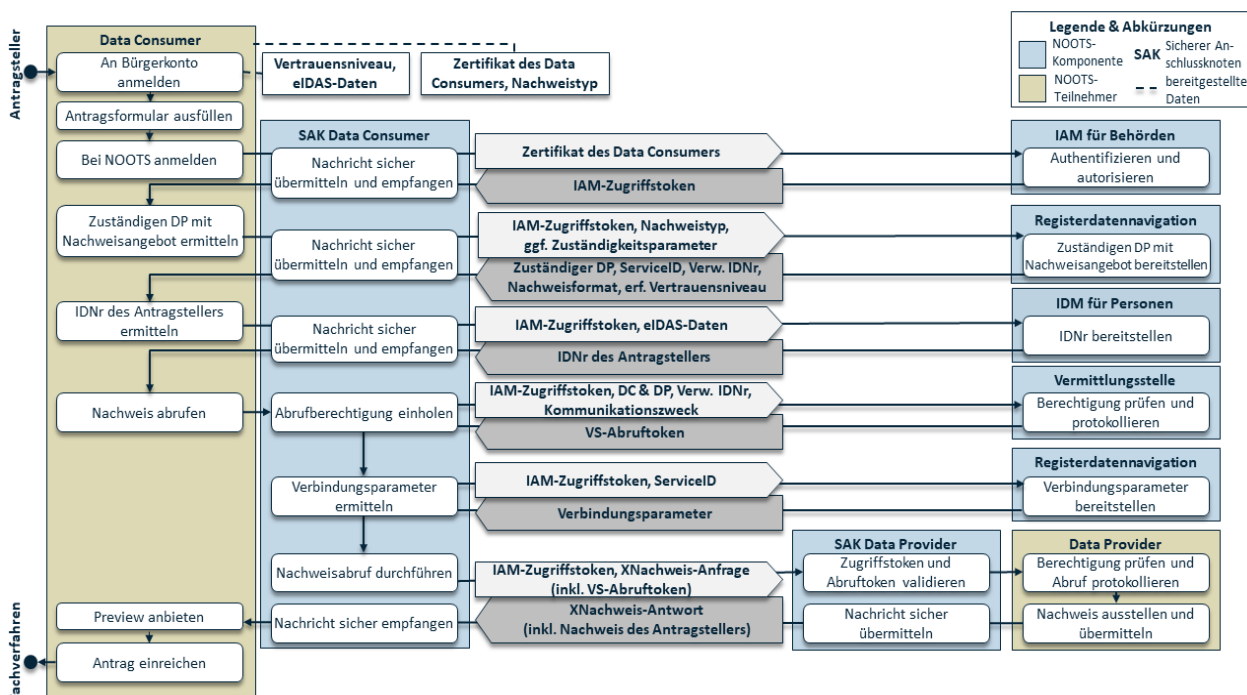 Antragsteller
Data Consumer
An Bürgerkonto
anmelden
Vertrauensniveau,
eIDAS-Daten
Zertifikat des Data
Consumers, Nachweistyp
Legende & Abkürzungen
NOOTS-
Komponente
NOOTS-
Teilnehmer
SAK
Sicherer An-
schlussknoten
bereitgestellte
Daten
Antragsformular ausfüllen
Bei NOOTS anmelden
SAK Data Consumer
Nachricht sicher
übermitteln und empfangen
Zertifikat des Data Consumers
IAM-Zugriffstoken
IAM für Behörden
Authentifizieren und
autorisieren
Zuständigen DP mit
Nachweisangebot ermitteln
Nachricht sicher
übermitteln und empfangen
IAM-Zugriffstoken, Nachweistyp,
ggf. Zuständigkeitsparameter
Zuständiger DP, ServiceID, Verw. IDNr,
Nachweisformat, erf. Vertrauensniveau
Registerdatennavigation
Zuständigen DP mit
Nachweisangebot bereitstellen
IDNr des Antragstellers
ermitteln
Nachricht sicher
übermitteln und empfangen
IAM-Zugriffstoken, eIDAS-Daten
IDNr des Antragstellers
IDM für Personen
IDNr bereitstellen
Nachweis abrufen
Abrufberechtigung einholen
IAM-Zugriffstoken, DC & DP, Verw. IDNr,
Kommunikationszweck
VS-Abruftoken
Vermittlungsstelle
Berechtigung prüfen und
protokollieren
Verbindungsparameter
ermitteln
IAM-Zugriffstoken, ServiceID
Verbindungsparameter
Registerdatennavigation
Verbindungsparameter
bereitstellen
Nachweisabruf durchführen
IAM-Zugriffstoken, XNachweis-Anfrage
(inkl. VS-Abruftoken)
SAK Data Provider
Zugriffstoken und
Abruftoken validieren
Data Provider
Berechtigung prüfen und
Abruf protokollieren
Preview anbieten
Nachricht sicher empfangen
XNachweis-Antwort
(inkl. Nachweis des Antragstellers)
Nachricht sicher
übermitteln
Nachweis ausstellen und
übermitteln
Antrag einreichen
achverfahren